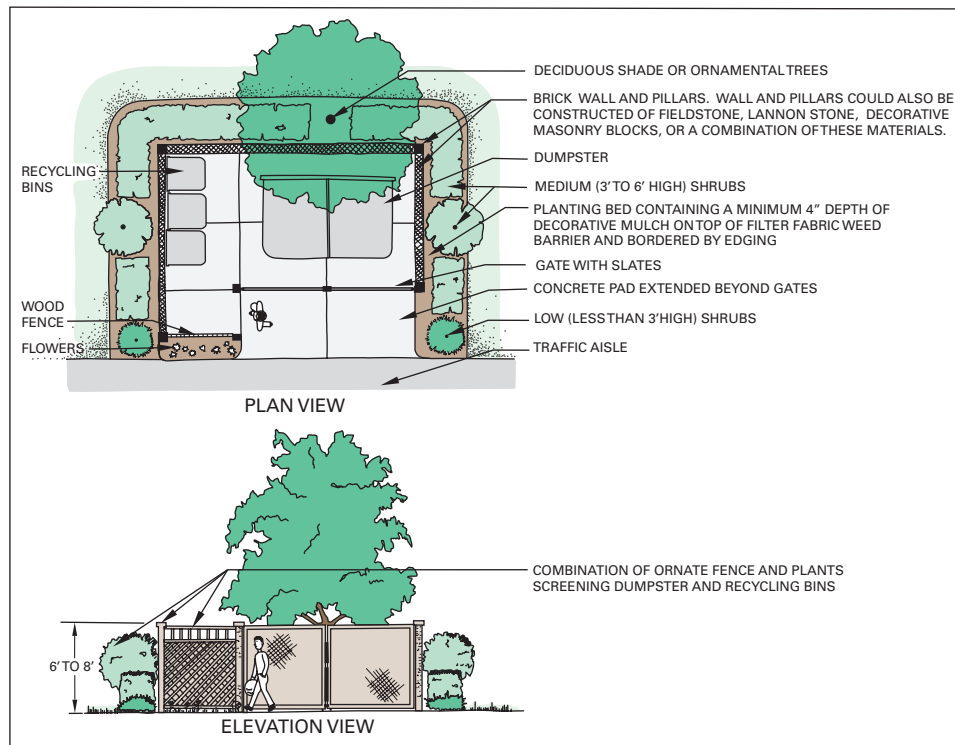 DECIDUOUS SHADE OR ORNAMENTAL TREES
BRICK WALL AND PILLARS. WALL AND PILLARS COULD ALSO BE
CONSTRUCTED OF FIELDSTONE, LANNON STONE, DECORATIVE
MASONRY BLOCKS, OR A COMBINATION OF THESE MATERIALS.
DUMPSTER
RECYCLING
BINS
MEDIUM (3' TO 6' HIGH) SHRUBS
PLANTING BED CONTAINING A MINIMUM 4" DEPTH OF
DECORATIVE MULCH ON TOP OF FILTER FABRIC WEED
BARRIER AND BORDERED BY EDGING
GATE WITH SLATES
CONCRETE PAD EXTENDED BEYOND GATES
WOOD
FENCE
LOW (LESS THAN 3' HIGH) SHRUBS
FLOWERS
TRAFFIC AISLE
PLAN VIEW
COMBINATION OF ORNATE FENCE AND PLANTS
SCREENING DUMPSTER AND RECYCLING BINS
6' TO 8'
ELEVATION VIEW